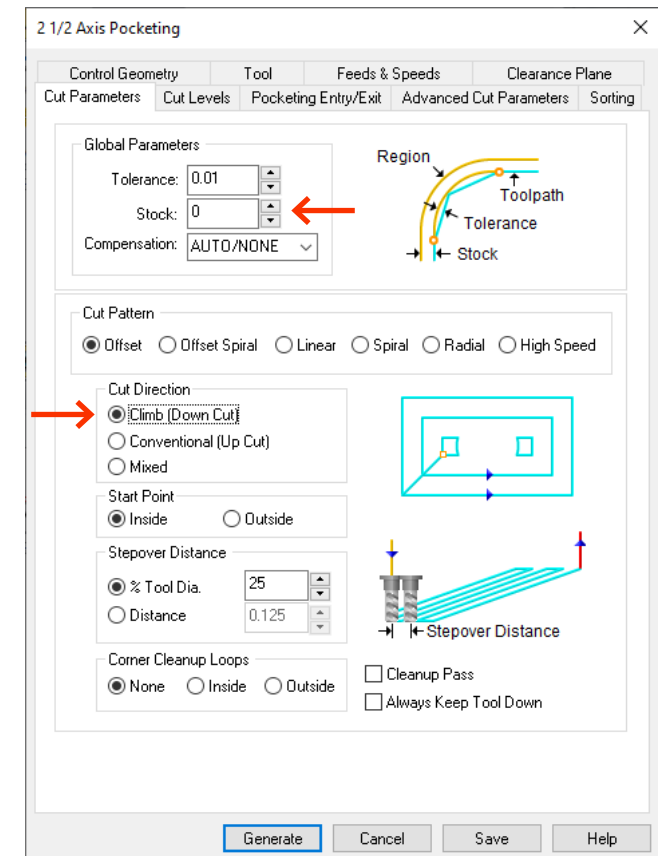 2 1/2 Axis Pocketing
Control Geometry Tool Feeds & Speeds Clearance Plane
Cut Parameters Cut Levels Pocketing Entry/Exit Advanced Cut Parameters Sorting
Global Parameters
Tolerance: 0.01
Stock: 0
Compensation: AUTO/NONE
Region
Toolpath
Tolerance
Stock
Cut Pattern
Offset Offset Spiral Linear Spiral Radial High Speed
Cut Direction
Climb (Down Cut)
Conventional (Up Cut)
Mixed
Start Point
Inside Outside
Stepover Distance
% Tool Dia. 25
Distance 0.125
Stepover Distance
Corner Cleanup Loops
None Inside Outside
Cleanup Pass
Always Keep Tool Down
Generate Cancel Save Help